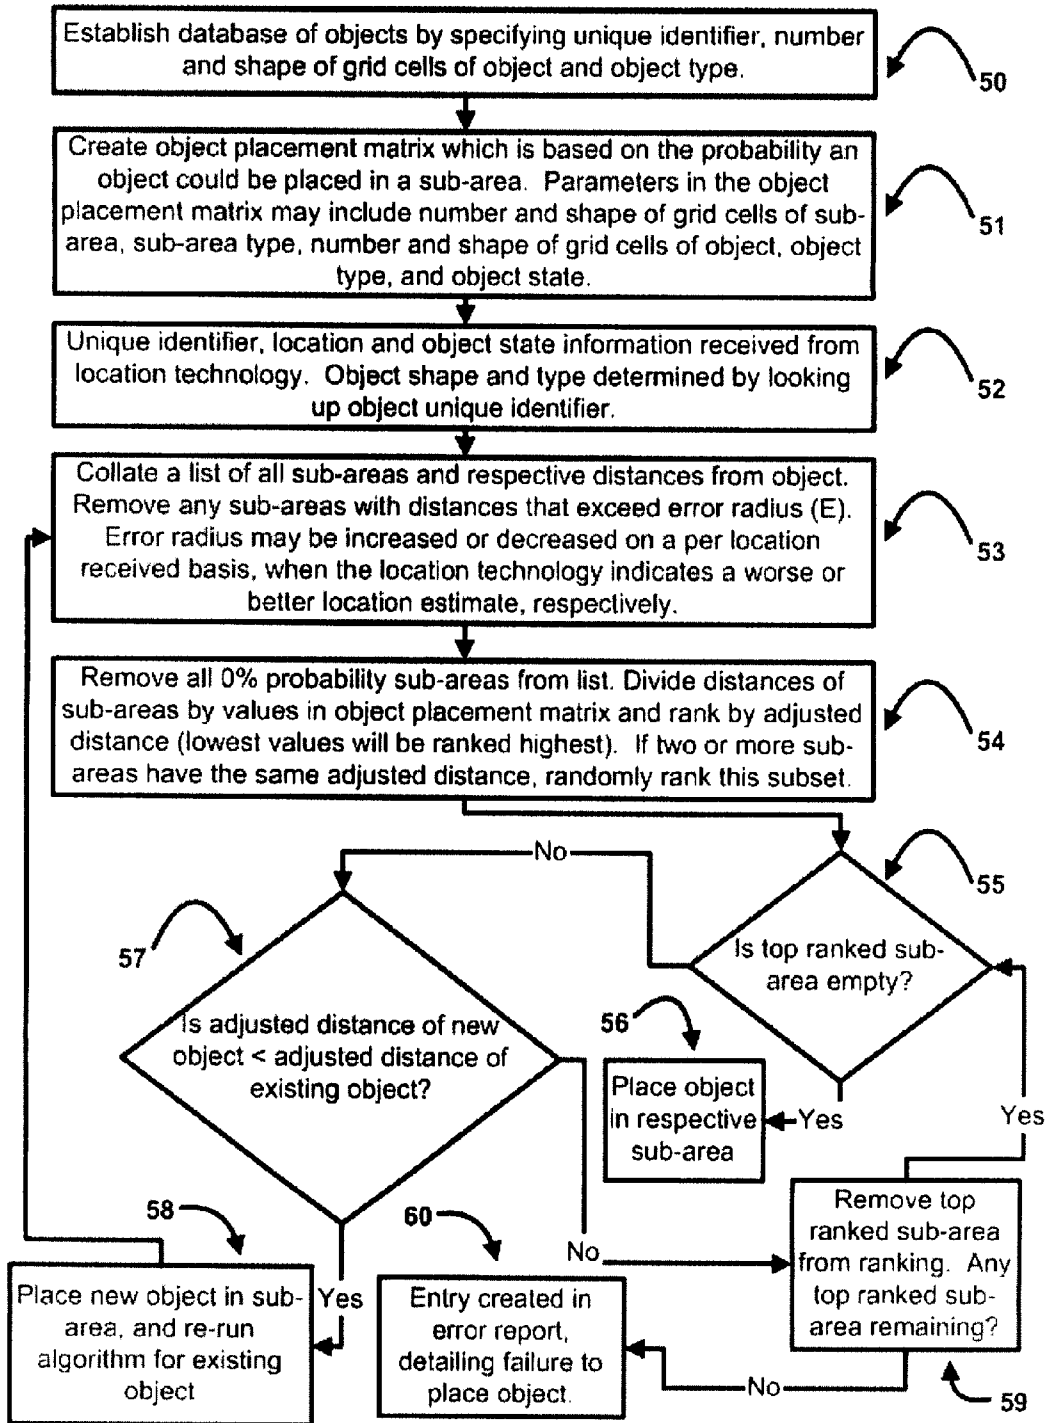 Establish database of objects by specifying unique identifier, number
and shape of grid cells of object and object type.
50
Create object placement matrix which is based on the probability an
object could be placed in a sub-area. Parameters in the object
placement matrix may include number and shape of grid cells of sub-
area, sub-area type, number and shape of grid cells of object, object
type, and object state.
51
Unique identifier, location and object state information received from
location technology. Object shape and type determined by looking
up object unique identifier.
52
Collate a list of all sub-areas and respective distances from object.
Remove any sub-areas with distances that exceed error radius (E).
Error radius may be increased or decreased on a per location
received basis, when the location technology indicates a worse or
better location estimate, respectively.
53
Remove all 0% probability sub-areas from list. Divide distances of
sub-areas by values in object placement matrix and rank by adjusted
distance (lowest values will be ranked highest). If two or more sub-
areas have the same adjusted distance, randomly rank this subset.
54
No
55
Is top ranked sub-
area empty?
57
Is adjusted distance of new
object < adjusted distance of
existing object?
56
Place object
in respective
sub-area
Yes
Yes
58
60
No
Remove top
ranked sub-area
from ranking. Any
top ranked sub-
area remaining?
Place new object in sub-
area, and re-run
algorithm for existing
object
Yes
Entry created in
error report,
detailing failure to
place object.
No
59